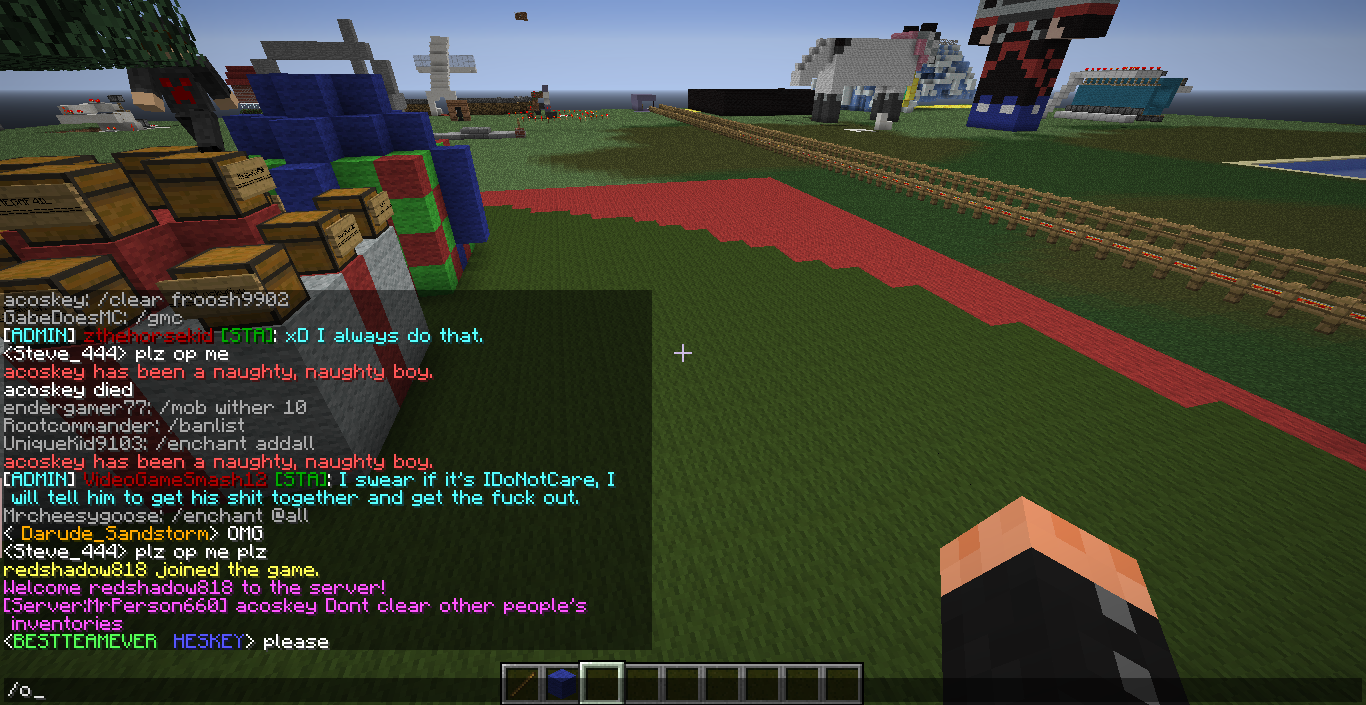 acoskey: /clear froosh9902
GabeDoesMC: /gmc
[ADMIN] zthehorsekid [STA]: xD I always do that.
<Steve_444> plz op me
acoskey has been a naughty, naughty boy.
acoskey died
endergamer77: /mob wither 10
Rootcommander: /banlist
UniqueKid9103: /enchant addall
acoskey has been a naughty, naughty boy.
[ADMIN] VideoGameSmash12 [STA]: I swear if it's IDoNotCare, I
will tell him to get his shit together and get the fuck out.
Mrcheesygoose: /enchant @all
< Darude_Sandstorm> OMG
<Steve_444> plz op me plz
redshadow818 joined the game.
Welcome redshadow818 to the server!
[Server:MrPerson660] acoskey Dont clear other people's
inventories
<BESTTEAMEVER HESKEY> please
/o_